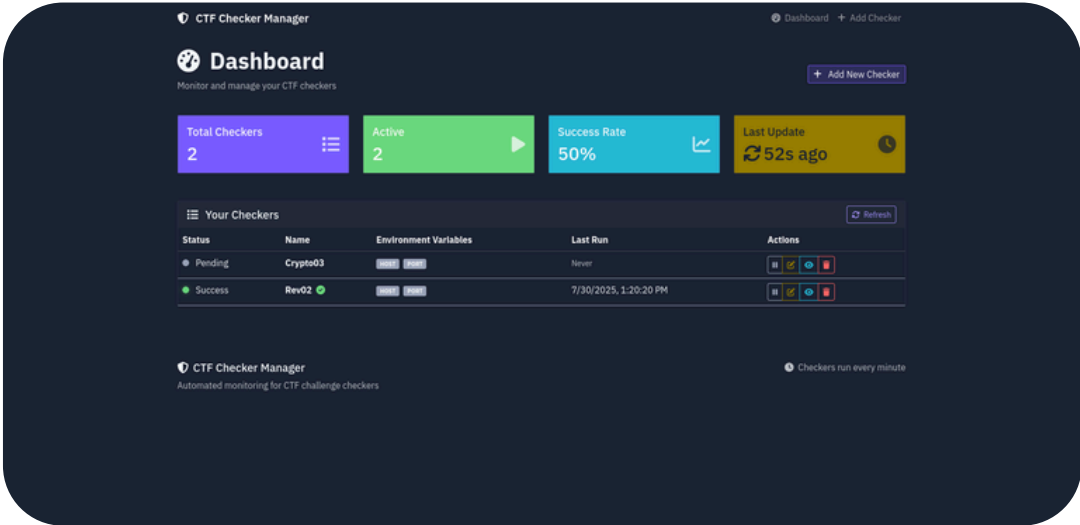 CTF Checker Manager
Dashboard + Add Checker
Dashboard
Monitor and manage your CTF checkers
+ Add New Checker
Total Checkers
2
Active
2
Success Rate
50%
Last Update
52s ago
Your Checkers
Refresh
Status Name Environment Variables Last Run Actions
Pending Crypto03 HOST PORT Never
Success Rev02 HOST PORT 7/30/2025, 1:20:20 PM
CTF Checker Manager
Checkers run every minute
Automated monitoring for CTF challenge checkers